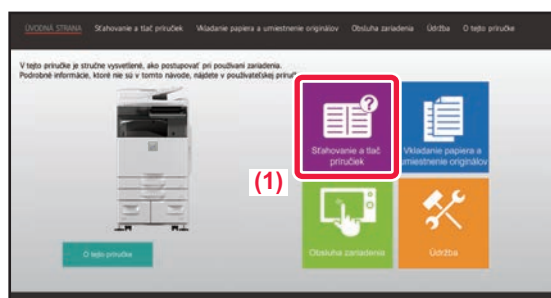 ÚVODNÁ STRANA Sťahovanie a tlač príručiek Vkladanie papiera a umiestnenie originálov Obsluha zariadenia Údržba O tejto príručke
V tejto príručke je stručne vysvetlené, ako postupovať pri používaní zariadenia.
Podrobné informácie, ktoré nie sú v tomto návode, nájdete v používateľskej
Sťahovanie a tlač
príručiek
Vkladanie papiera a
umiestnenie originálov
(1)
Obsluha zariadenia
Údržba
O tejto príručke